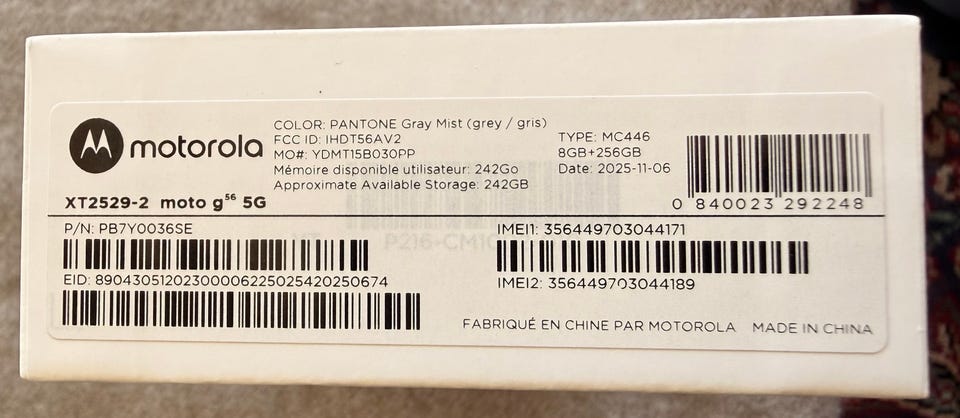 motorola
COLOR: PANTONE Gray Mist (grey / gris)
FCC ID: IHDT56AV2
MO#: YDMT15B030PP
Mémoire disponible utilisateur: 242Go
Approximate Available Storage: 242GB
TYPE: MC446
8GB+256GB
Date: 2025-11-06
0 840023 292248
XT2529-2 moto g⁵⁶ 5G
P/N: PB7Y0036SE
EID: 89043051202300006225025420250674
IMEI1: 356449703044171
IMEI2: 356449703044189
FABRIQUÉ EN CHINE PAR MOTOROLA MADE IN CHINA